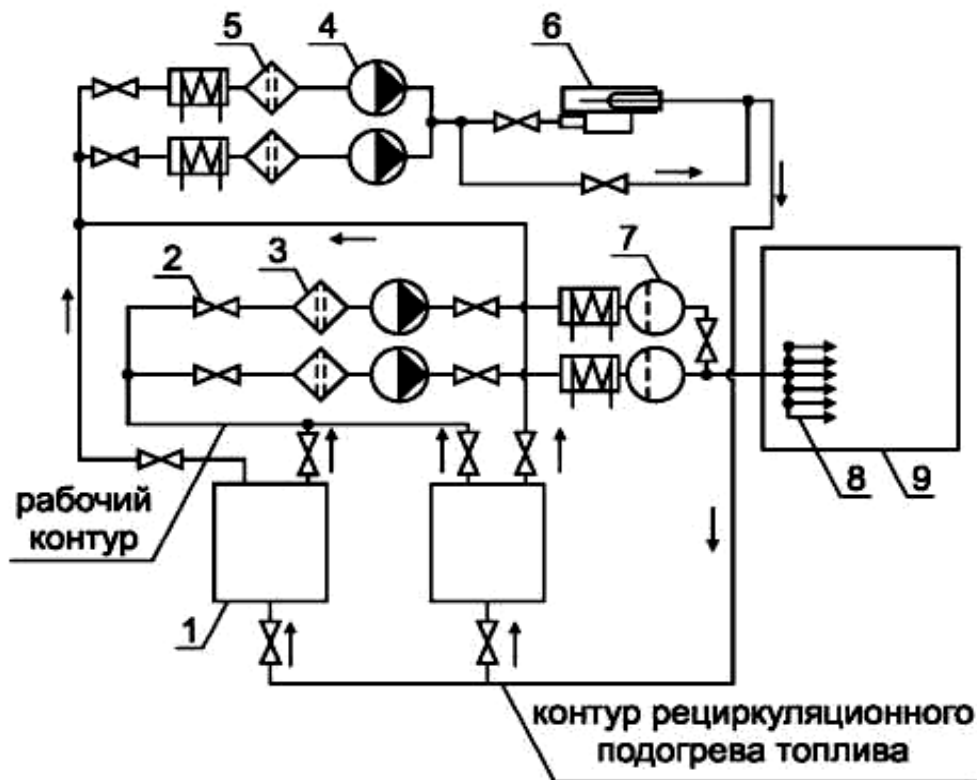 5
4
6
2
3
7
рабочий
контур
8
9
1
контур рециркуляционного
подогрева топлива